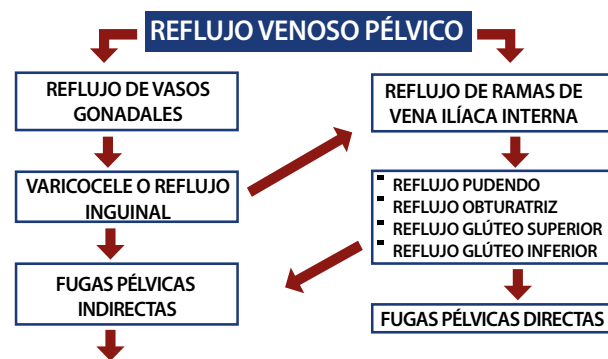 REFLUJO VENOSO PÉLVICO
REFLUJO DE VASOS
GONADALES
VARICOCELE O REFLUJO
INGUINAL
FUGAS PÉLVICAS
INDIRECTAS
REFLUJO DE RAMAS DE
VENA ILÍACA INTERNA
REFLUJO PUDENDO
REFLUJO OBTURATRIZ
REFLUJO GLÚTEO SUPERIOR
REFLUJO GLÚTEO INFERIOR
FUGAS PÉLVICAS DIRECTAS